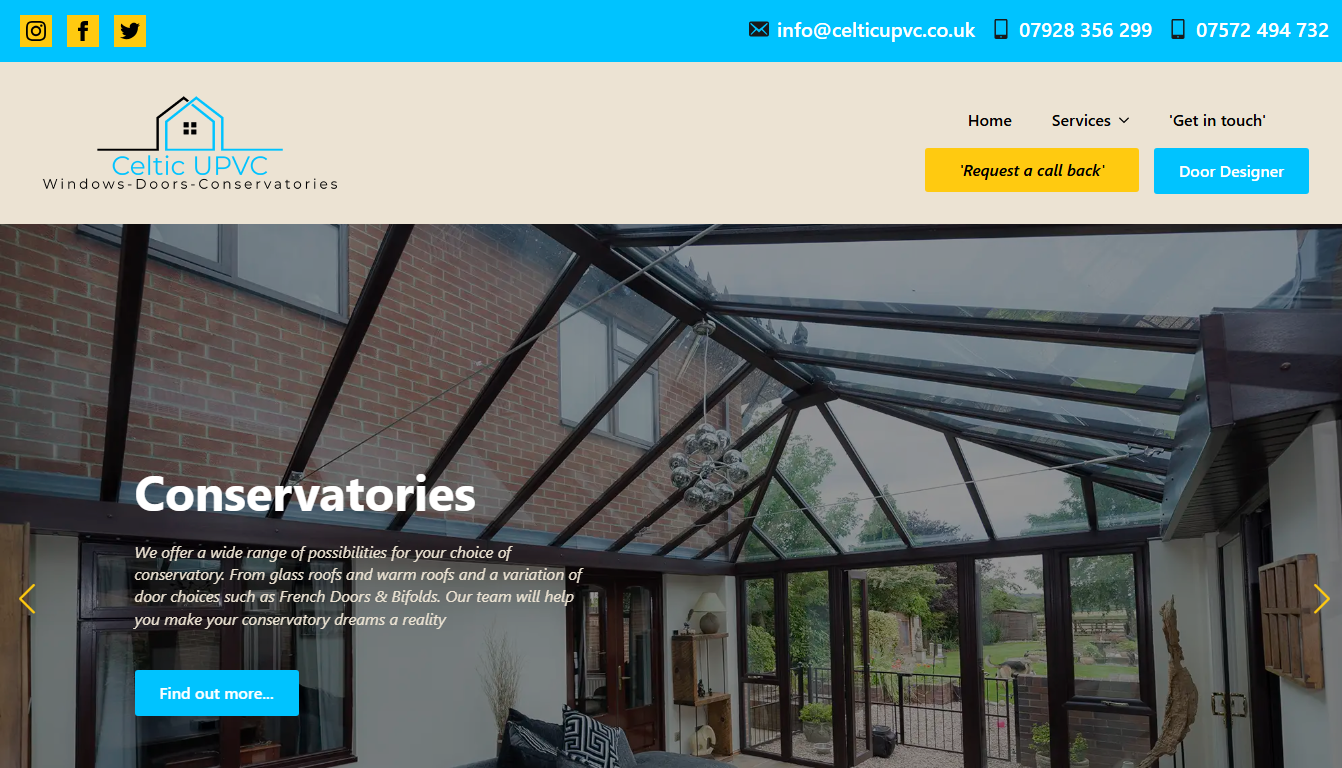 info@celticupvc.co.uk 07928 356 299 07572 494 732
Celtic UPVC
Windows-Doors-Conservatories
Home Services 'Get in touch'
'Request a call back' Door Designer
Conservatories
We offer a wide range of possibilities for your choice of
conservatory. From glass roofs and warm roofs and a variation of
door choices such as French Doors & Bifolds. Our team will help
you make your conservatory dreams a reality
Find out more...